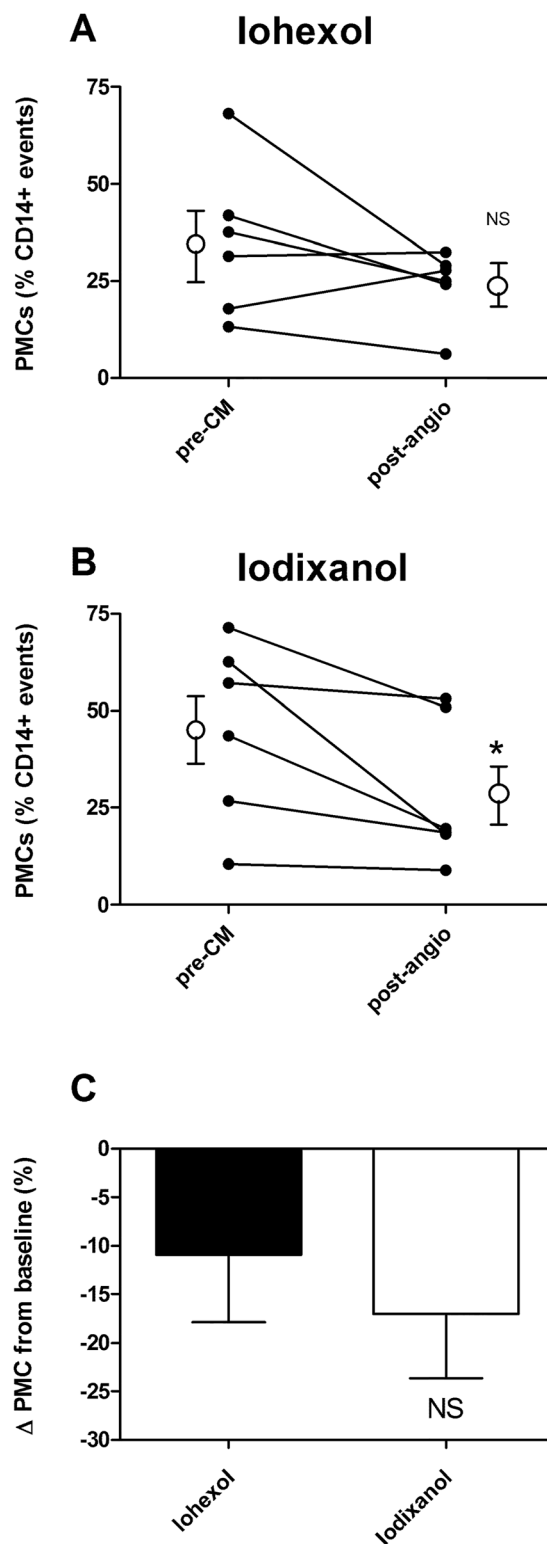 A
Iohexol
PMCs (% CD14+ events)
75
50
25
0
NS
pre-CM
post-angio
B
Iodixanol
PMCs (% CD14+ events)
75
50
25
0
*
pre-CM
post-angio
C
Δ PMC from baseline (%)
0
-5
-10
-15
-20
-25
-30
NS
Iohexol
Iodixanol